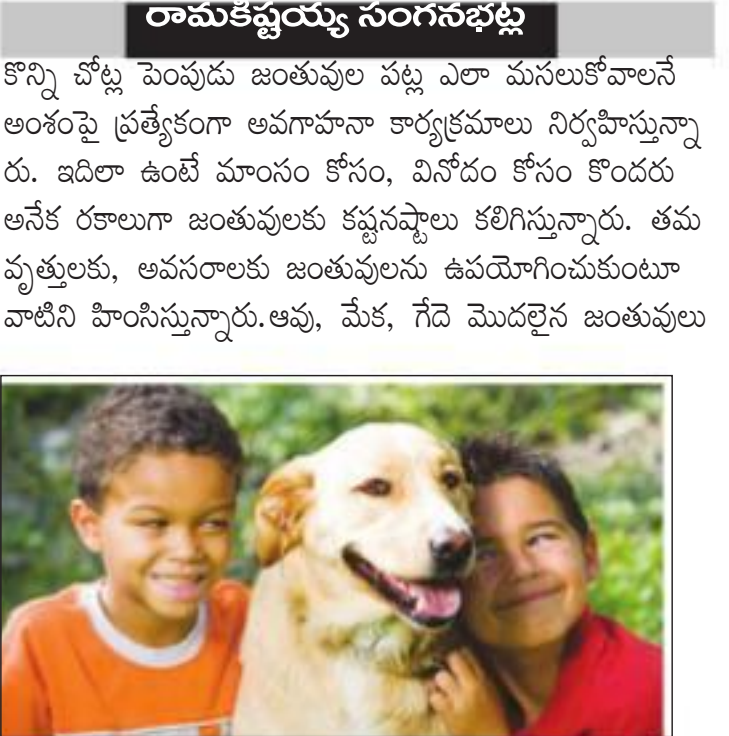 రామకిష్టయ్య సంగనభట్ల
కొన్ని చోట్ల పెంపుడు జంతువుల పట్ల ఎలా మసలుకోవాలనే
అంశంపై ప్రత్యేకంగా అవగాహనా కార్యక్రమాలు నిర్వహిస్తున్నా
రు. ఇదిలా ఉంటే మాంసం కోసం, వినోదం కోసం కొందరు
అనేక రకాలుగా జంతువులకు కష్టనష్టాలు కలిగిస్తున్నారు. తమ
వృత్తులకు, అవసరాలకు జంతువులను ఉపయోగించుకుంటూ
వాటిని హింసిస్తున్నారు.ఆవు, మేక, గేదె మొదలైన జంతువులు